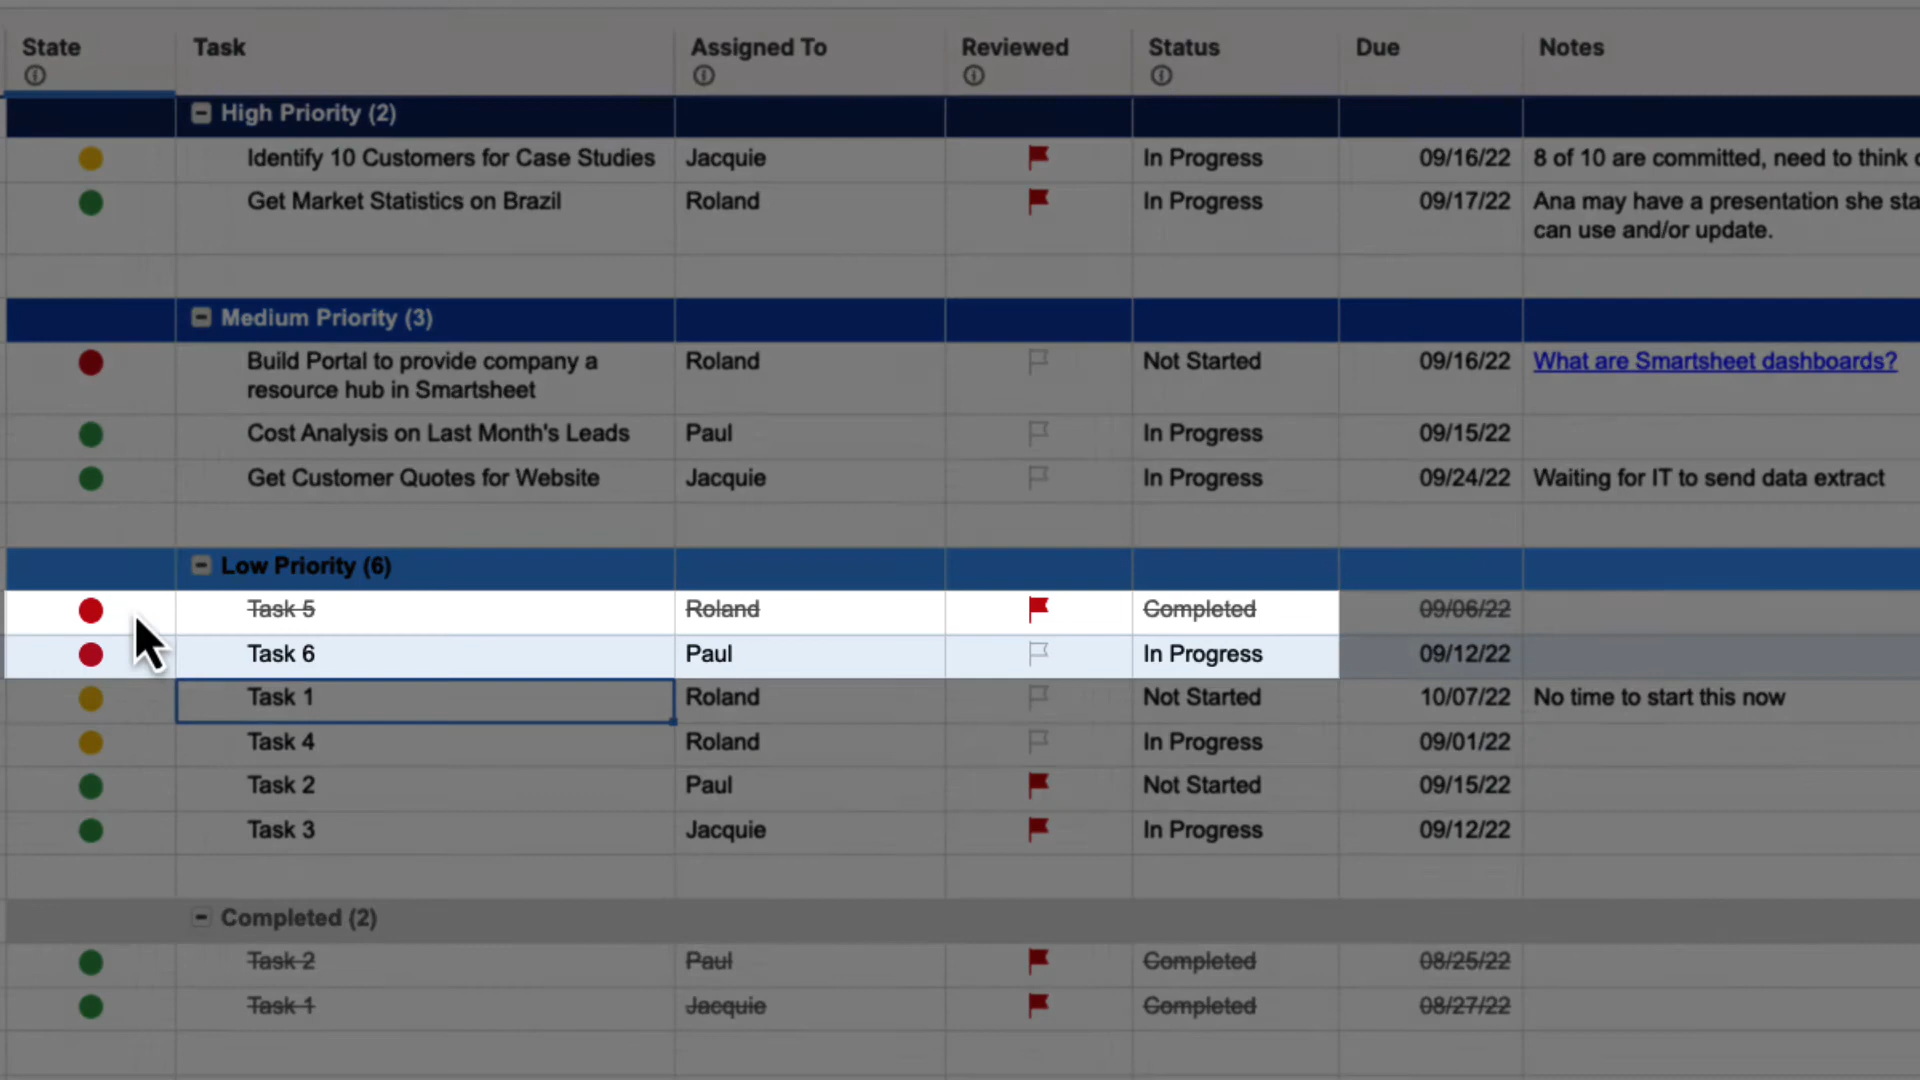 State Task Assigned To Reviewed Status Due Notes
High Priority (2)
Identify 10 Customers for Case Studies Jacquie In Progress 09/16/22 8 of 10 are committed, need to think
Get Market Statistics on Brazil Roland In Progress 09/17/22 Ana may have a presentation she
can use and/or update.
Medium Priority (3)
Build Portal to provide company a Roland Not Started 09/16/22 What are Smartsheet dashboards?
resource hub in Smartsheet
Cost Analysis on Last Month's Leads Paul In Progress 09/15/22
Get Customer Quotes for Website Jacquie In Progress 09/24/22 Waiting for IT to send data extract
Low Priority (6)
Task 5 Roland Completed 09/06/22
Task 6 Paul In Progress 09/12/22
Task 1 Roland Not Started 10/07/22 No time to start this now
Task 4 Roland In Progress 09/01/22
Task 2 Paul Not Started 09/15/22
Task 3 Jacquie In Progress 09/12/22
Completed (2)
Task 2 Paul Completed 08/25/22
Task 1 Jacquie Completed 08/27/22